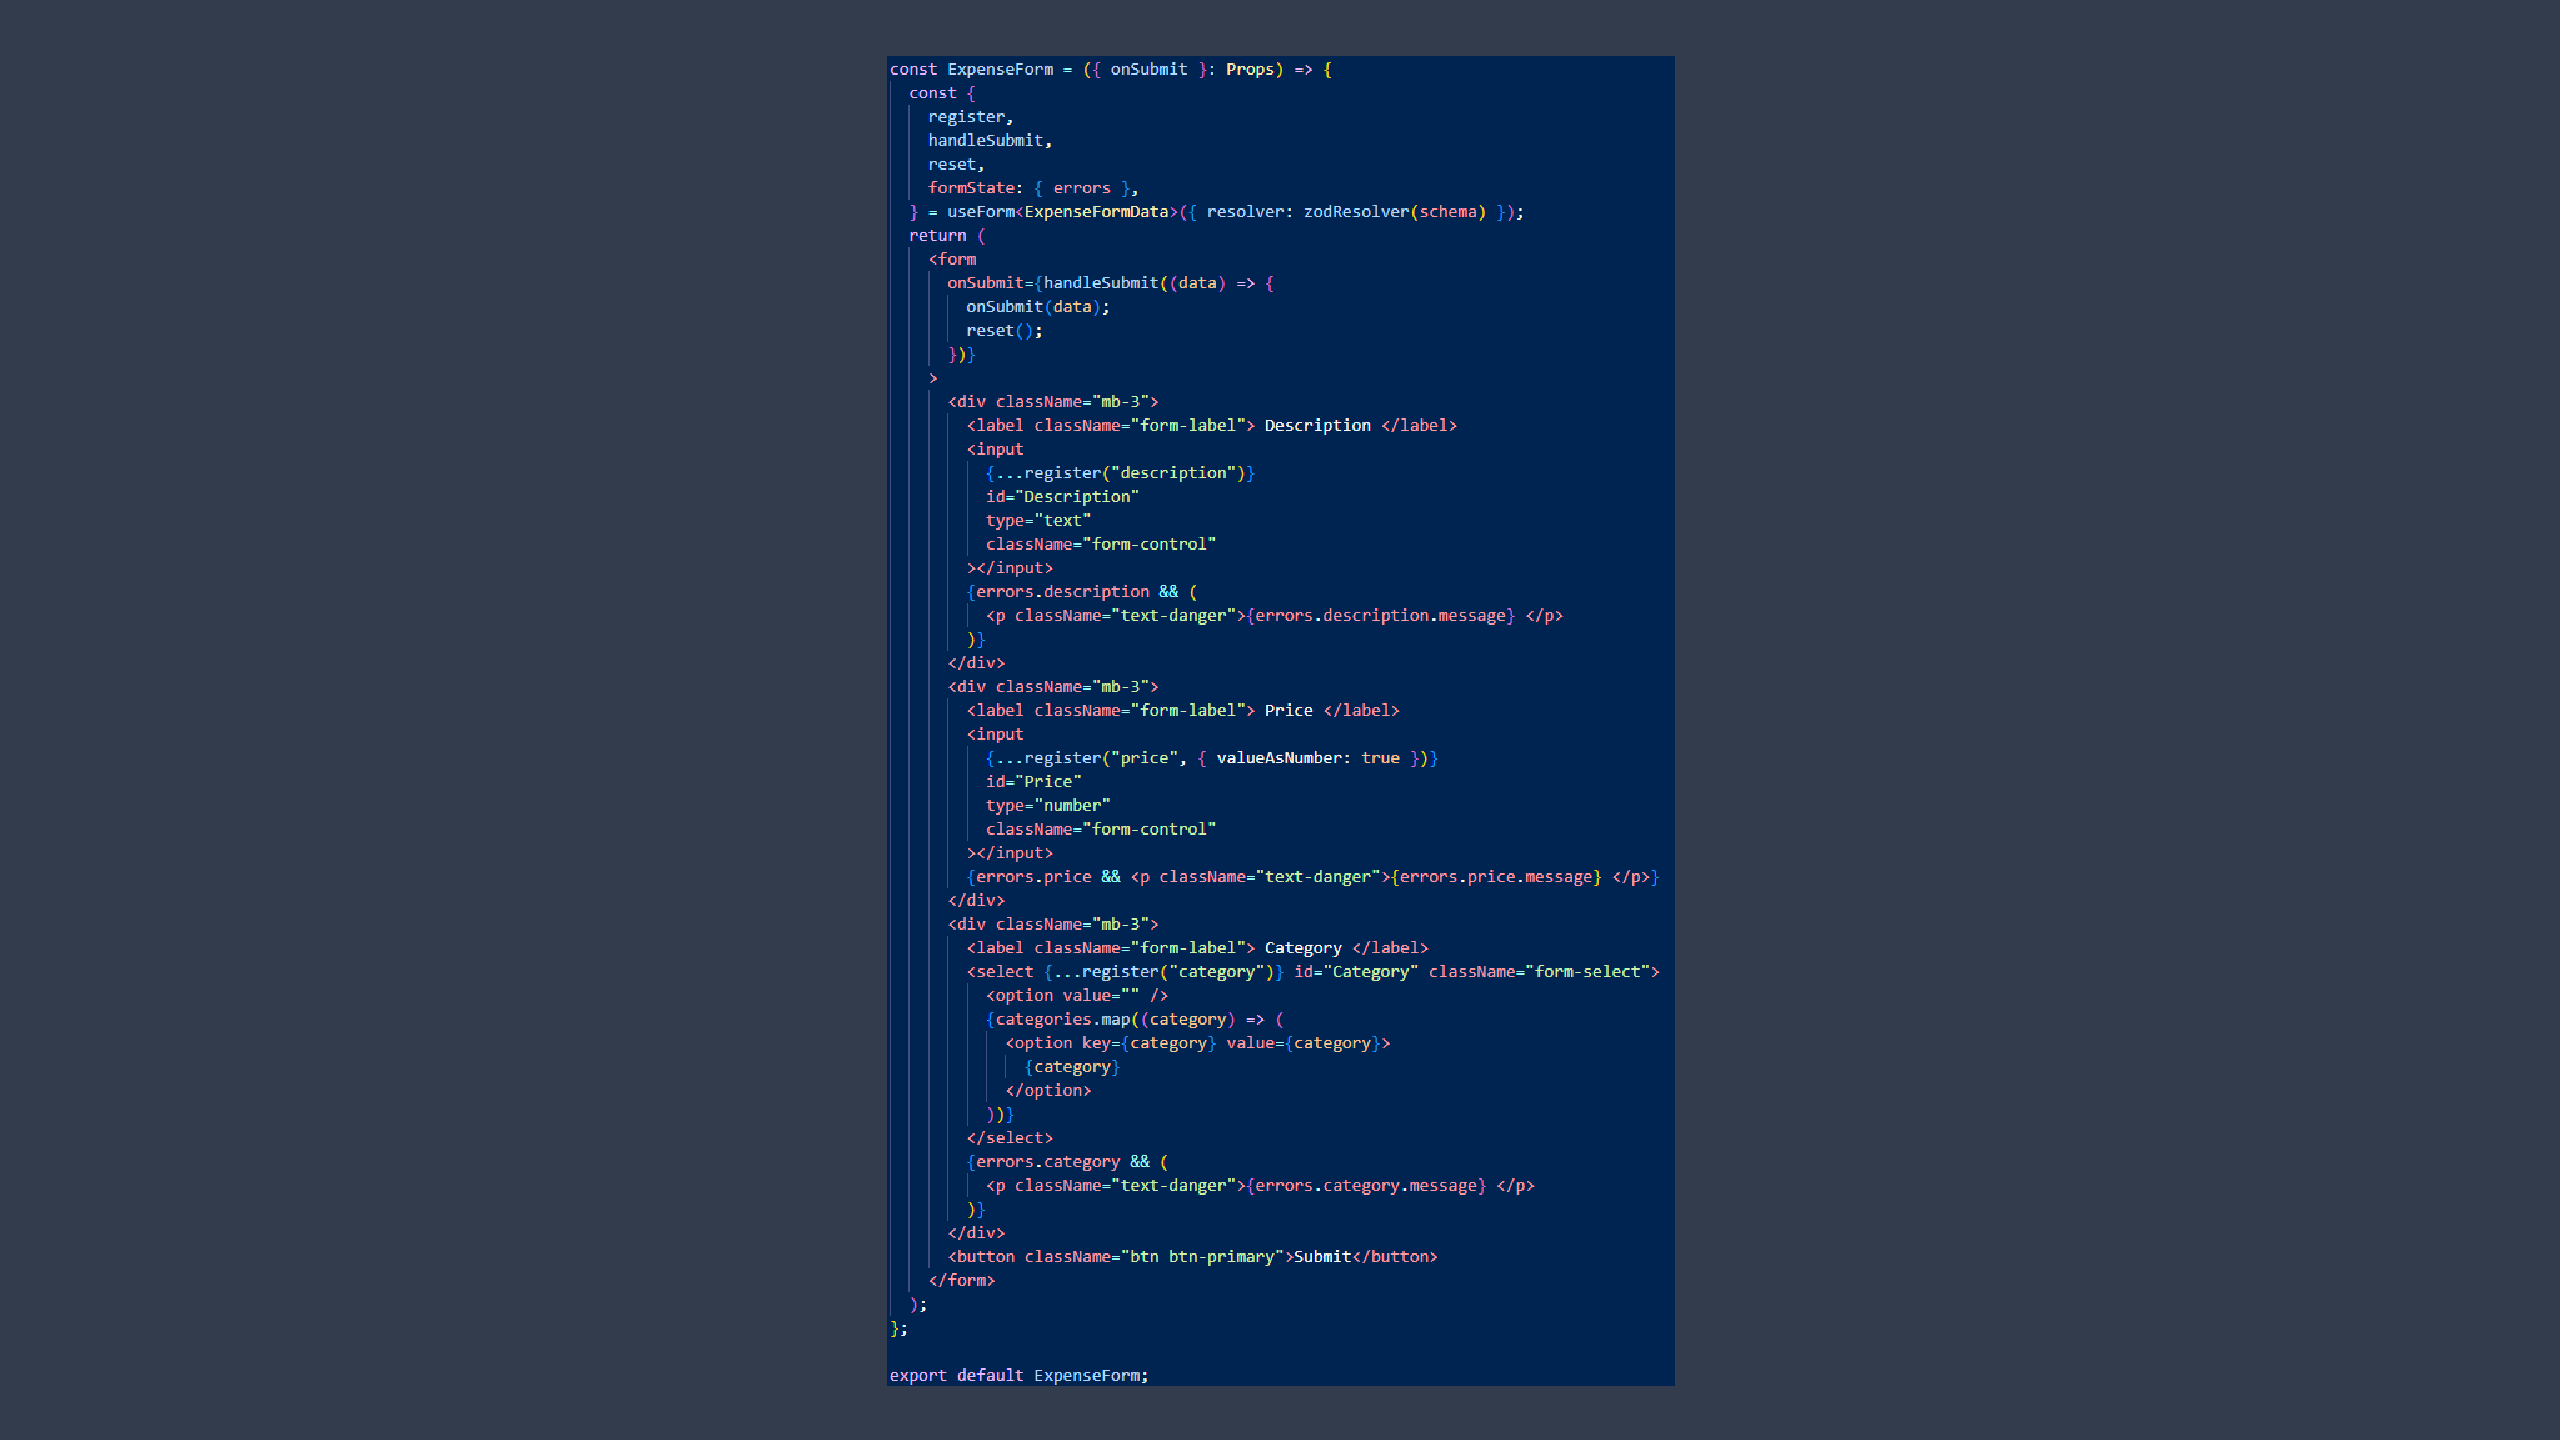 const ExpenseForm = ({ onSubmit }: Props) => {
  const {
    register,
    handleSubmit,
    reset,
    formState: { errors },
  } = useForm<ExpenseFormData>({ resolver: zodResolver(schema) });
  return (
    <form
      onSubmit={handleSubmit((data) => {
        onSubmit(data);
        reset();
      })}
    >
      <div className="mb-3">
        <label className="form-label"> Description </label>
        <input
          {...register("description")}
          id="Description"
          type="text"
          className="form-control"
        ></input>
        {errors.description && (
          <p className="text-danger">{errors.description.message} </p>
        )}
      </div>
      <div className="mb-3">
        <label className="form-label"> Price </label>
        <input
          {...register("price", { valueAsNumber: true })}
          id="Price"
          type="number"
          className="form-control"
        ></input>
        {errors.price && <p className="text-danger">{errors.price.message} </p>}
      </div>
      <div className="mb-3">
        <label className="form-label"> Category </label>
        <select {...register("category")} id="Category" className="form-select">
          <option value="" />
          {categories.map((category) => (
            <option key={category} value={category}>
              {category}
            </option>
          ))}
        </select>
        {errors.category && (
          <p className="text-danger">{errors.category.message} </p>
        )}
      </div>
      <button className="btn btn-primary">Submit</button>
    </form>
  );
};

export default ExpenseForm;